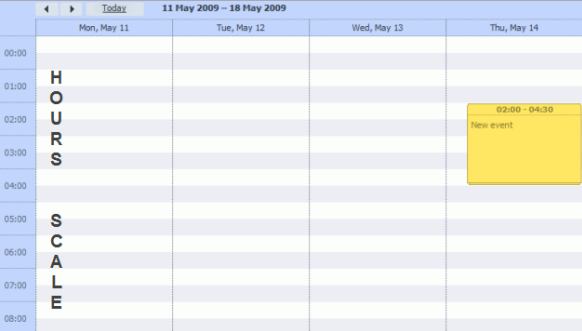 Today 11 May 2009 – 18 May 2009
Mon, May 11 Tue, May 12 Wed, May 13 Thu, May 14
00:00
01:00
02:00
03:00
04:00
05:00
06:00
07:00
08:00
HOURS
SCALE
02:00 - 04:30
New event